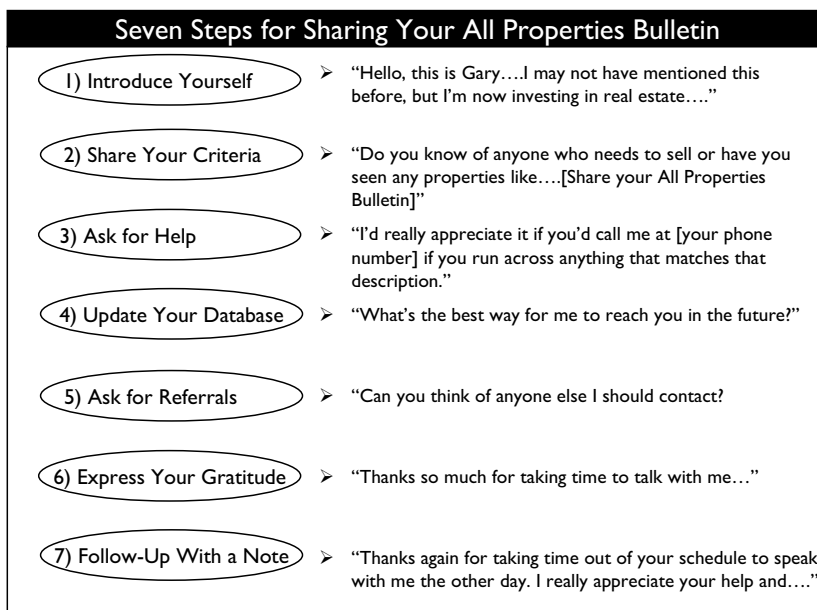 Seven Steps for Sharing Your All Properties Bulletin
1) Introduce Yourself
➢ “Hello, this is Gary….I may not have mentioned this
before, but I’m now investing in real estate….”
2) Share Your Criteria
➢ “Do you know of anyone who needs to sell or have you
seen any properties like….[Share your All Properties
Bulletin]”
3) Ask for Help
➢ “I’d really appreciate it if you’d call me at [your phone
number] if you run across anything that matches that
description.”
4) Update Your Database
➢ “What’s the best way for me to reach you in the future?”
5) Ask for Referrals
➢ “Can you think of anyone else I should contact?
6) Express Your Gratitude
➢ “Thanks so much for taking time to talk with me…”
7) Follow-Up With a Note
➢ “Thanks again for taking time out of your schedule to speak
with me the other day. I really appreciate your help and….”